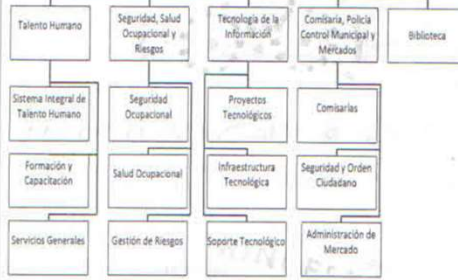 Talento Humano
Seguridad, Salud
Ocupacional y
Riesgos
Tecnología de la
Información
Comisaria, Policía
Control Municipal y
Mercados
Biblioteca
Sistema Integral de
Talento Humano
Seguridad
Ocupacional
Proyectos
Tecnológicos
Comisarías
Formación y
Capacitación
Salud Ocupacional
Infraestructura
Tecnológica
Seguridad y Orden
Ciudadano
Servicios Generales
Gestión de Riesgos
Soporte Tecnológico
Administración de
Mercado